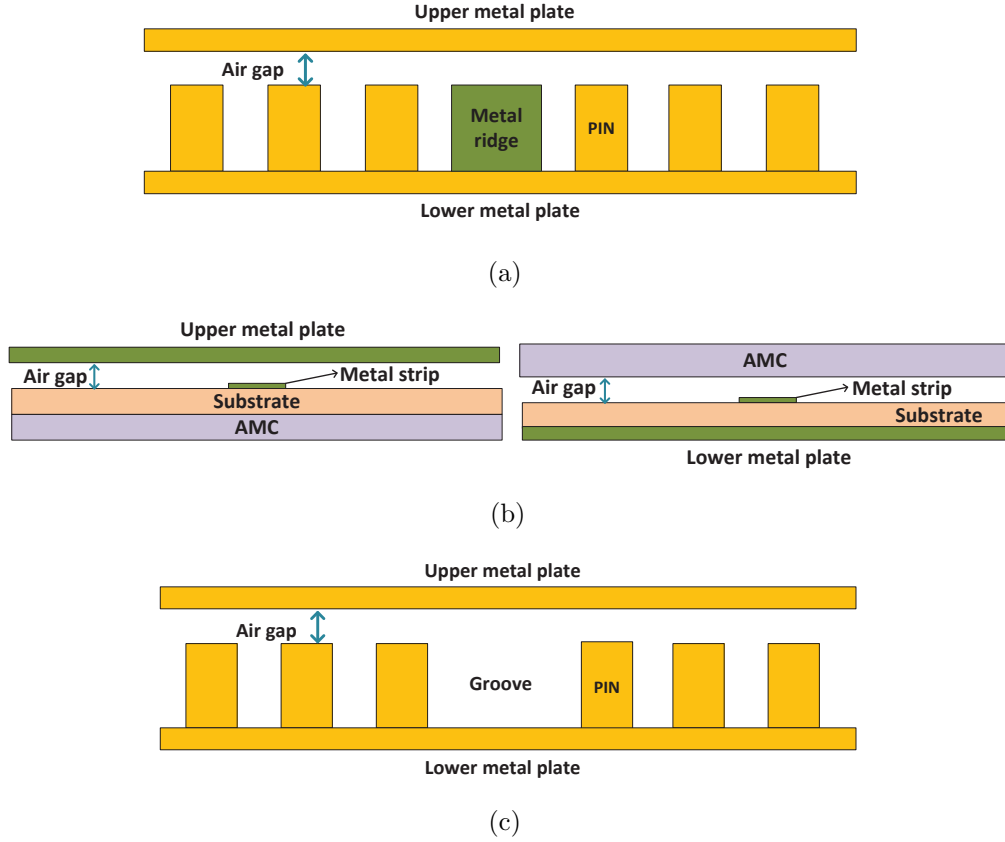 Upper metal plate
Air gap
Metal
ridge
PIN
Lower metal plate
(a)
Upper metal plate
Air gap
Metal strip
Substrate
AMC
AMC
Air gap
Metal strip
Substrate
Lower metal plate
(b)
Upper metal plate
Air gap
Groove
PIN
Lower metal plate
(c)